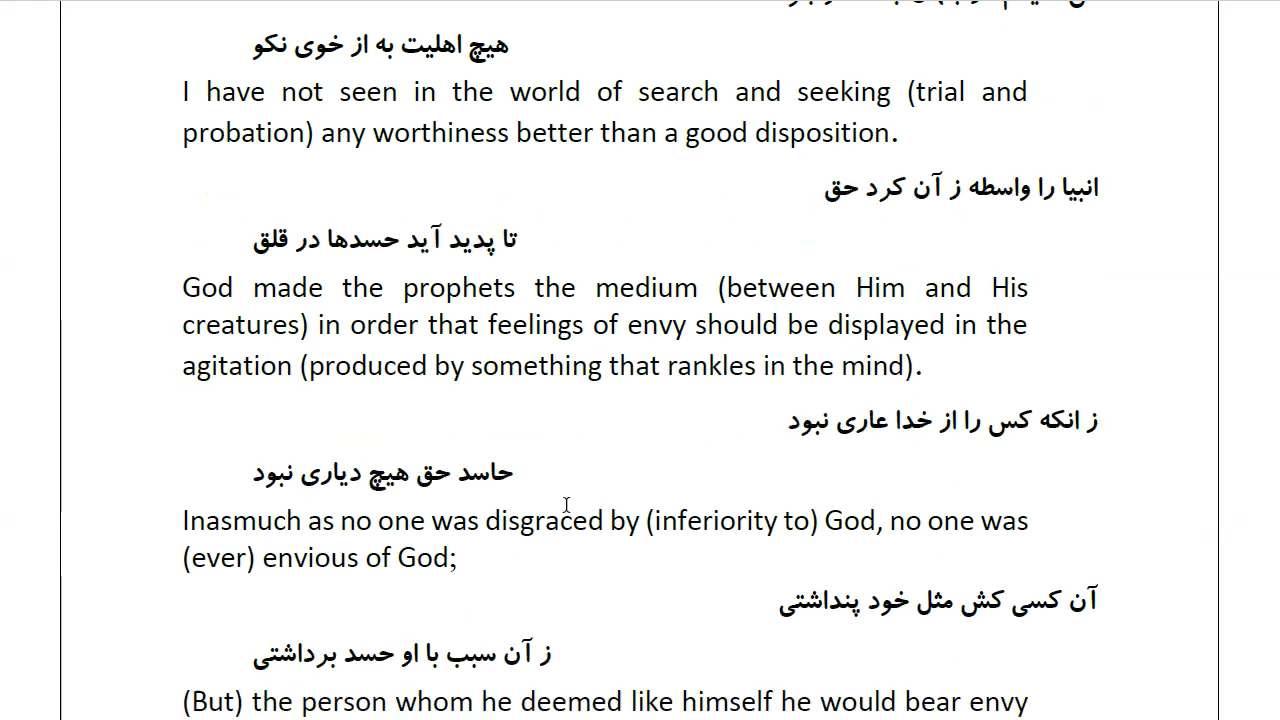 هیچ اهلیت به از خوی نکو
I have not seen in the world of search and seeking (trial and
probation) any worthiness better than a good disposition.
انبیا را واسطه ز آن کرد حق
تا پدید آید حسدها در قلق
God made the prophets the medium (between Him and His
creatures) in order that feelings of envy should be displayed in the
agitation (produced by something that rankles in the mind).
ز انکه کس را از خدا عاری نبود
حاسد حق هیچ دیاری نبود
Inasmuch as no one was disgraced by (inferiority to) God, no one was
(ever) envious of God;
آن کسی کش مثل خود پنداشتی
ز آن سبب با او حسد برداشتی
(But) the person whom he deemed like himself he would bear envy